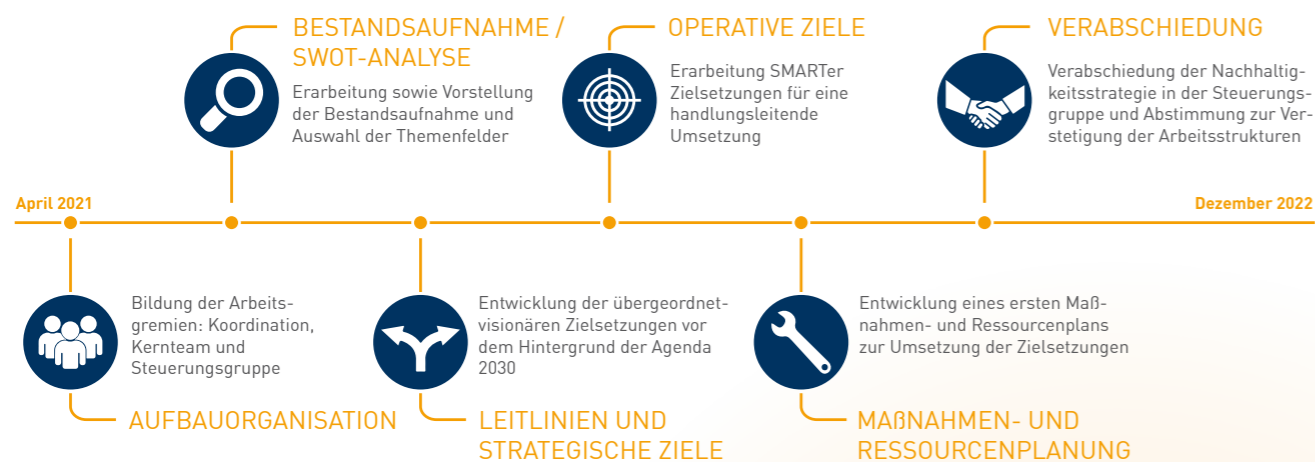 BESTANDSAUFNAHME /
SWOT-ANALYSE
Erarbeitung sowie Vorstellung
der Bestandsaufnahme und
Auswahl der Themenfelder
OPERATIVE ZIELE
Erarbeitung SMARTer
Zielsetzungen für eine
handlungsleitende
Umsetzung
VERABSCHIEDUNG
Verabschiedung der Nachhaltig-
keitsstrategie in der Steuerungs-
gruppe und Abstimmung zur Ver-
stetigung der Arbeitsstrukturen
April 2021
Dezember 2022
Bildung der Arbeits-
gremien: Koordination,
Kernteam und
Steuerungsgruppe
AUFBAUORGANISATION
Entwicklung der übergeordnet-
visionären Zielsetzungen vor
dem Hintergrund der Agenda
2030
LEITLINIEN UND
STRATEGISCHE ZIELE
Entwicklung eines ersten Maß-
nahmen- und Ressourcenplans
zur Umsetzung der Zielsetzungen
MAßNAHMEN- UND
RESSOURCENPLANUNG